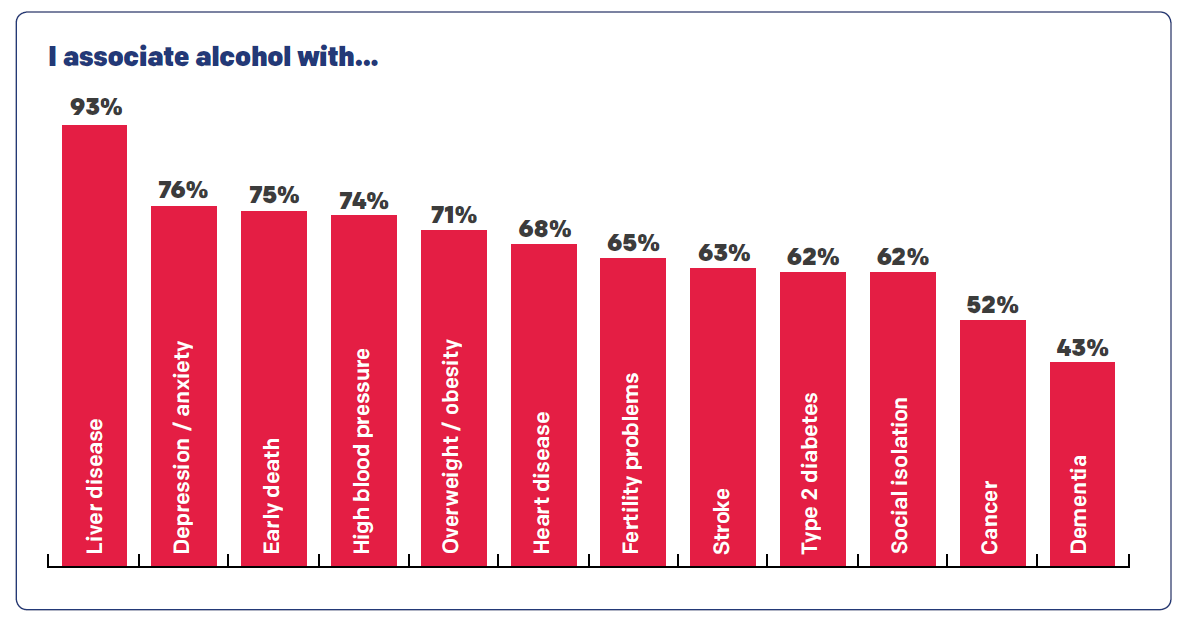 I associate alcohol with...
93%
76%
75%
74%
71%
68%
65%
63%
62%
62%
52%
43%
Liver disease
Depression / anxiety
Early death
High blood pressure
Overweight / obesity
Heart disease
Fertility problems
Stroke
Type 2 diabetes
Social isolation
Cancer
Dementia